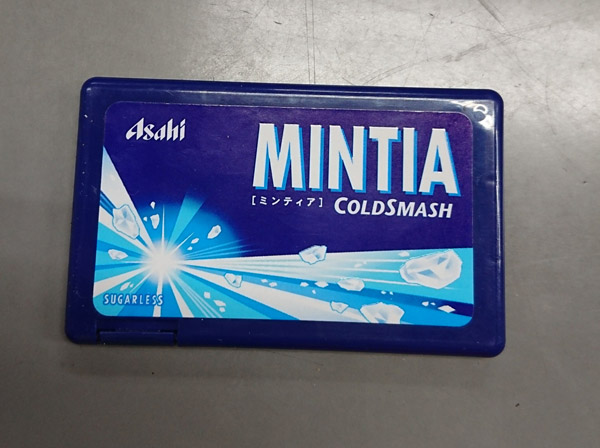 Asahi
MINTIA
[ミンティア] COLDSMASH
SUGARLESS